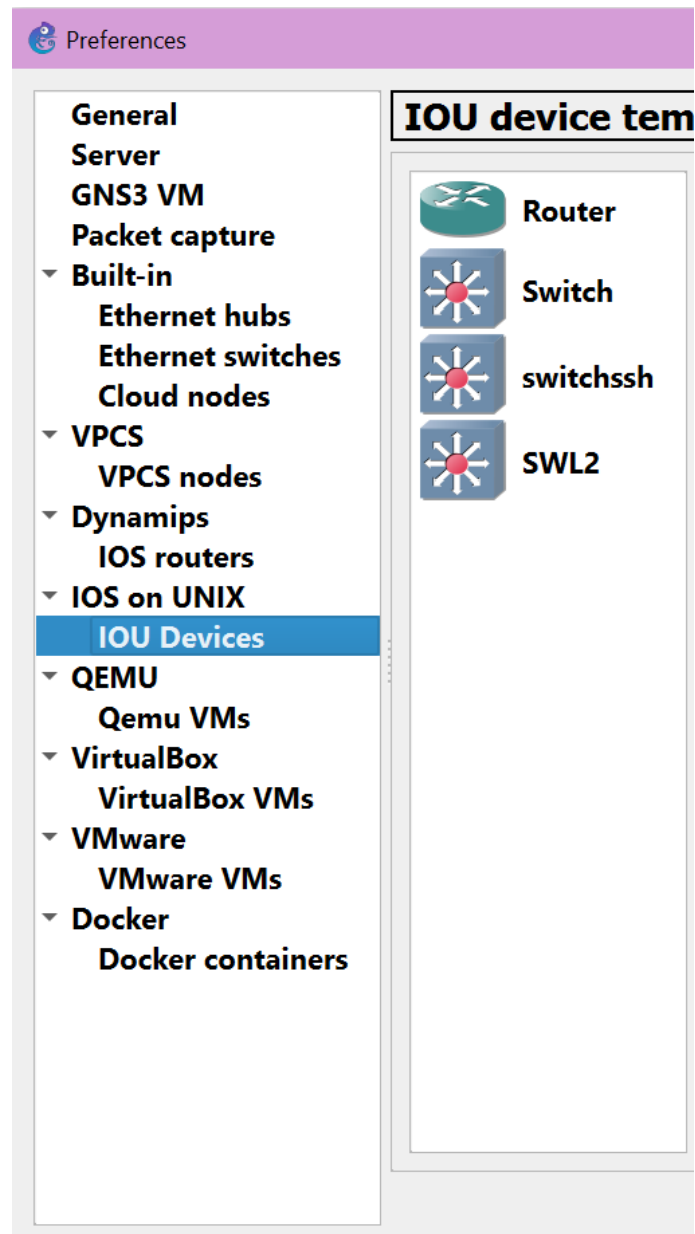 Preferences
General
Server
GNS3 VM
Packet capture
Built-in
Ethernet hubs
Ethernet switches
Cloud nodes
VPCS
VPCS nodes
Dynamips
IOS routers
IOS on UNIX
IOU Devices
QEMU
Qemu VMs
VirtualBox
VirtualBox VMs
VMware
VMware VMs
Docker
Docker containers
IOU device tem
Router
Switch
switchssh
SWL2